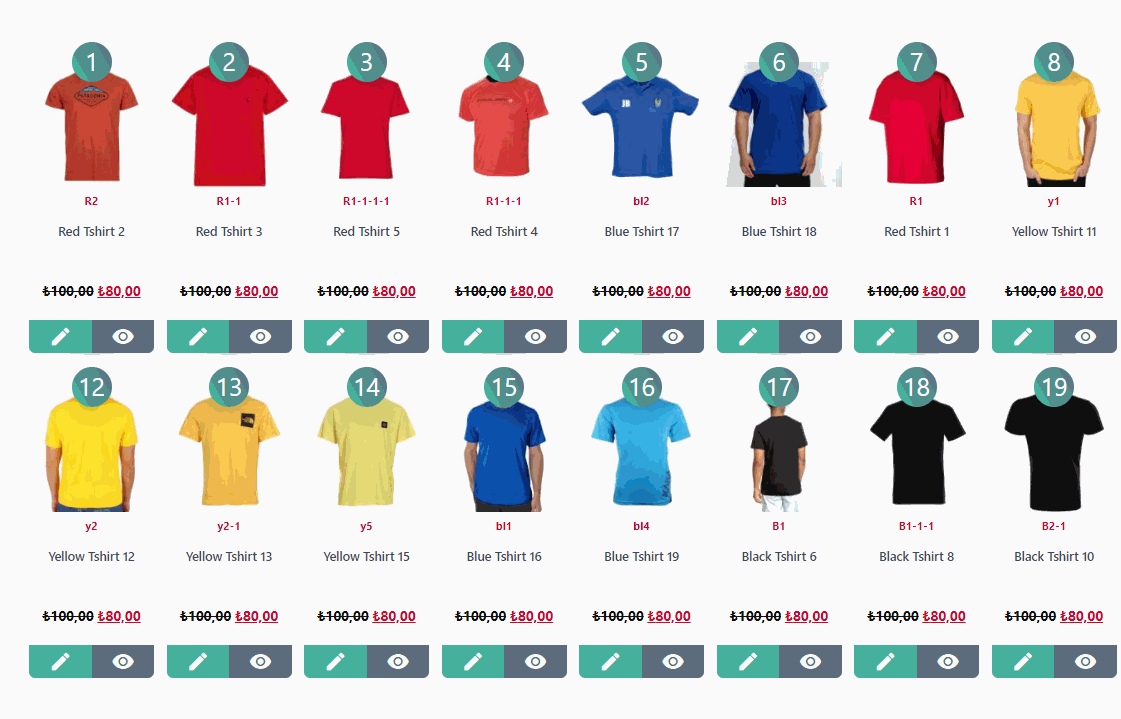 1 2 3 4 5 6 7 8
PATAGONIA
JB
R2 R1-1 R1-1-1-1 R1-1-1 bl2 bl3 R1 y1
Red Tshirt 2 Red Tshirt 3 Red Tshirt 5 Red Tshirt 4 Blue Tshirt 17 Blue Tshirt 18 Red Tshirt 1 Yellow Tshirt 11
₺100,00 ₺80,00 ₺100,00 ₺80,00 ₺100,00 ₺80,00 ₺100,00 ₺80,00 ₺100,00 ₺80,00 ₺100,00 ₺80,00 ₺100,00 ₺80,00 ₺100,00 ₺80,00
12 13 14 15 16 17 18 19
y2 y2-1 y5 bl1 bl4 B1 B1-1-1 B2-1
Yellow Tshirt 12 Yellow Tshirt 13 Yellow Tshirt 15 Blue Tshirt 16 Blue Tshirt 19 Black Tshirt 6 Black Tshirt 8 Black Tshirt 10
₺100,00 ₺80,00 ₺100,00 ₺80,00 ₺100,00 ₺80,00 ₺100,00 ₺80,00 ₺100,00 ₺80,00 ₺100,00 ₺80,00 ₺100,00 ₺80,00 ₺100,00 ₺80,00